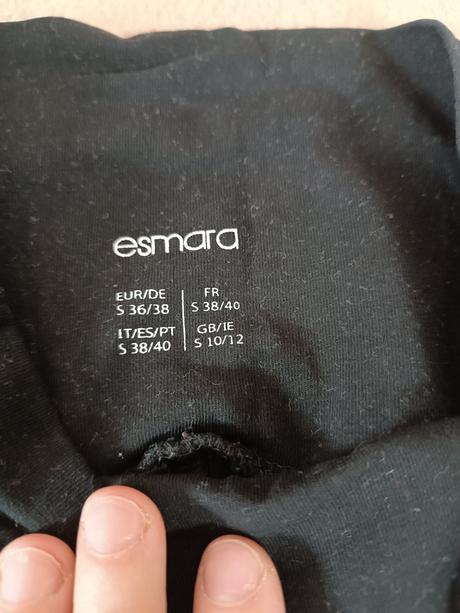 esmara
EUR/DE
S 36/38
FR
S 38/40
IT/ES/PT
S 38/40
GB/IE
S 10/12